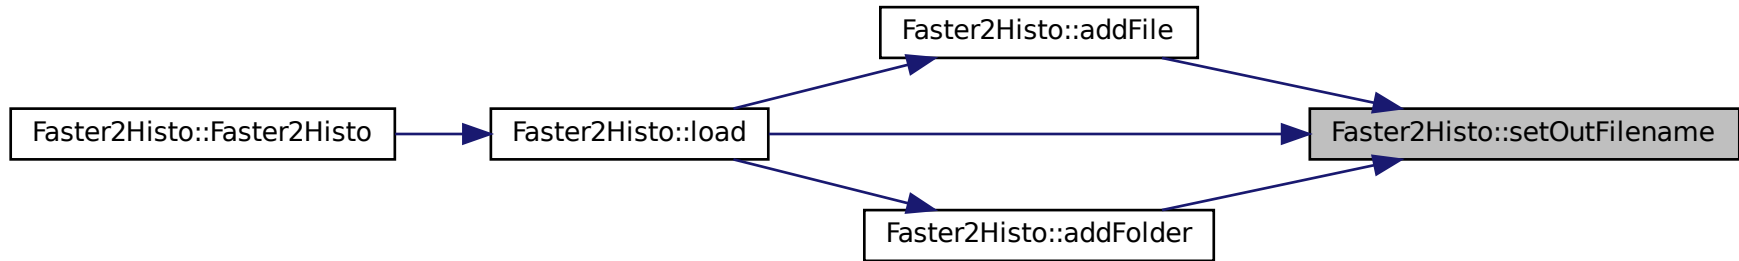 Faster2Histo::addFile
Faster2Histo::Faster2Histo
Faster2Histo::load
Faster2Histo::setOutFilename
Faster2Histo::addFolder